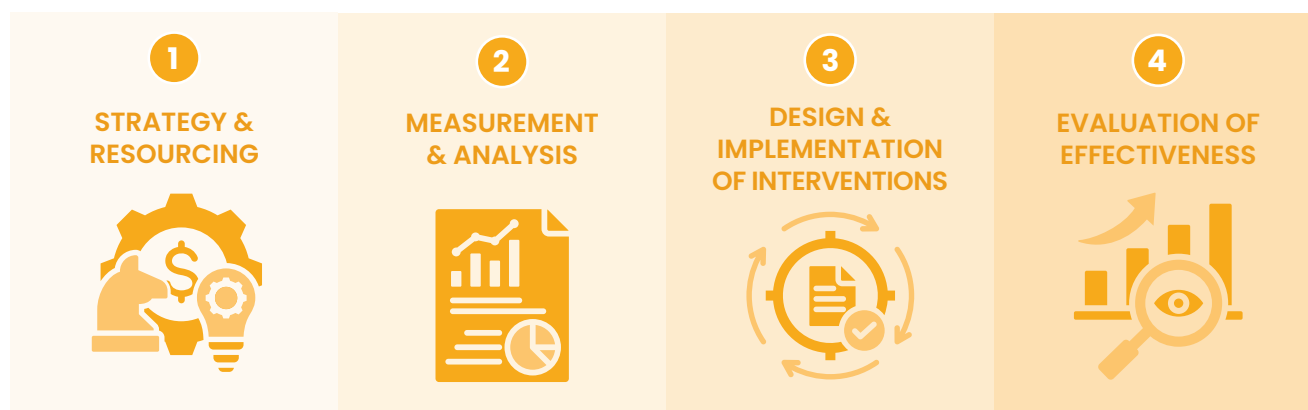 1
STRATEGY &
RESOURCING
$
2
MEASUREMENT
& ANALYSIS
3
DESIGN &
IMPLEMENTATION
OF INTERVENTIONS
4
EVALUATION OF
EFFECTIVENESS